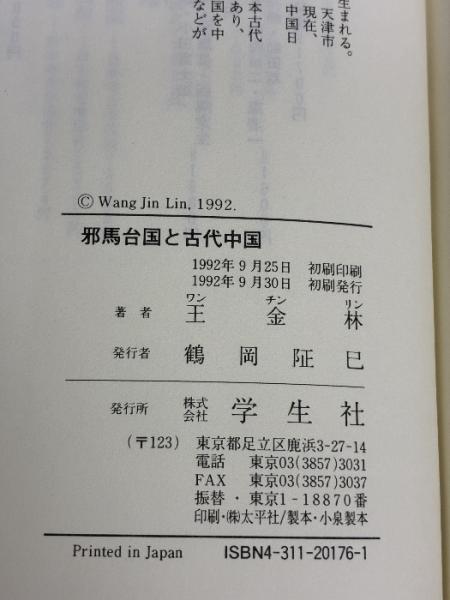 生まれる。
天津市
現在、
中国日
本古代
あり、
国を中
などが
© Wang Jin Lin, 1992.
邪馬台国と古代中国
1992年9月25日 初刷印刷
1992年9月30日 初刷発行
ワン チン リン
著者 王金林
発行者 鶴岡阷巳
発行所 株式会社 学生社
(〒123) 東京都足立区鹿浜3-27-14
電話 東京03(3857)3031
FAX 東京03(3857)3037
振替・東京1-18870番
印刷・㈱太平社/製本・小泉製本
Printed in Japan ISBN4-311-20176-1